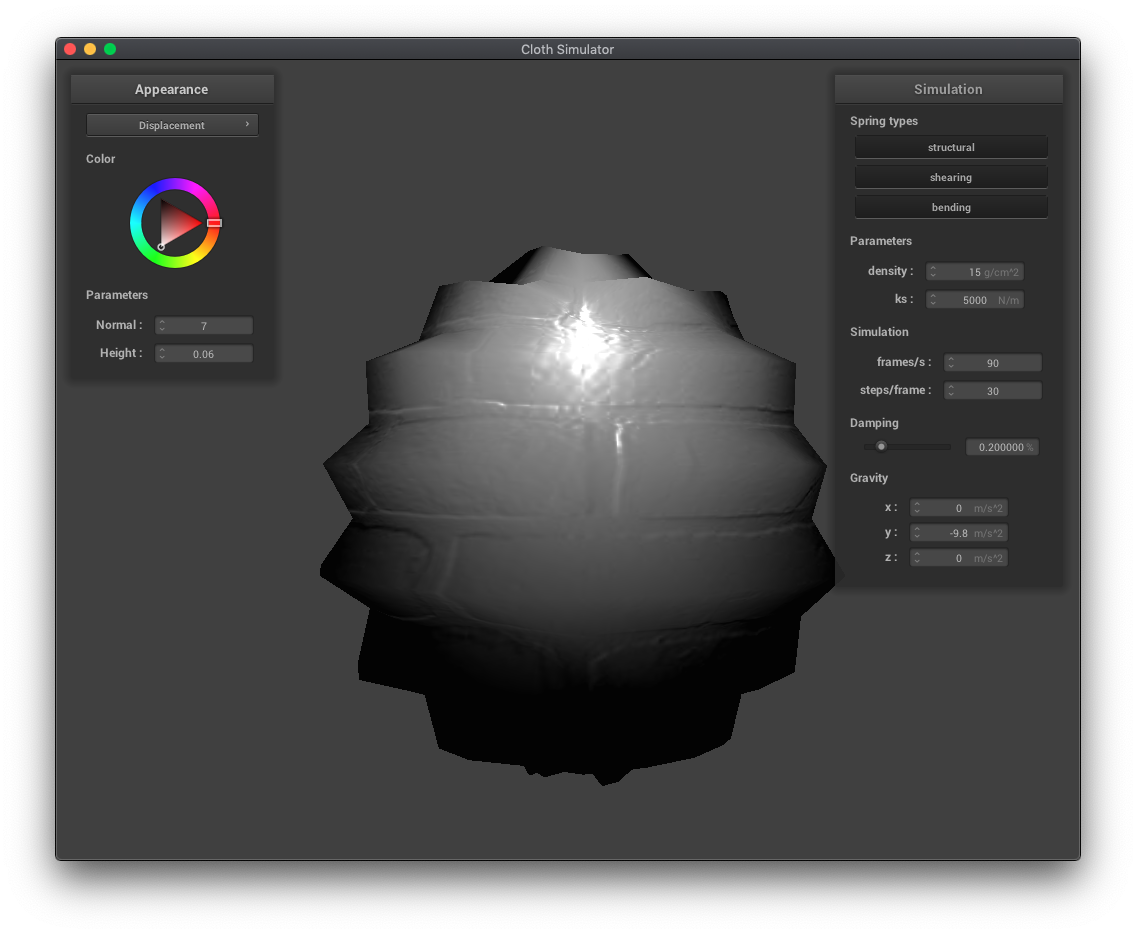 Cloth Simulator
Appearance
Displacement
Color
Parameters
Normal : 7
Height : 0.06
Simulation
Spring types
structural
shearing
bending
Parameters
density : 15 g/cm^2
ks : 5000 N/m
Simulation
frames/s : 90
steps/frame : 30
Damping
0.200000 %
Gravity
x : 0 m/s^2
y : -9.8 m/s^2
z : 0 m/s^2